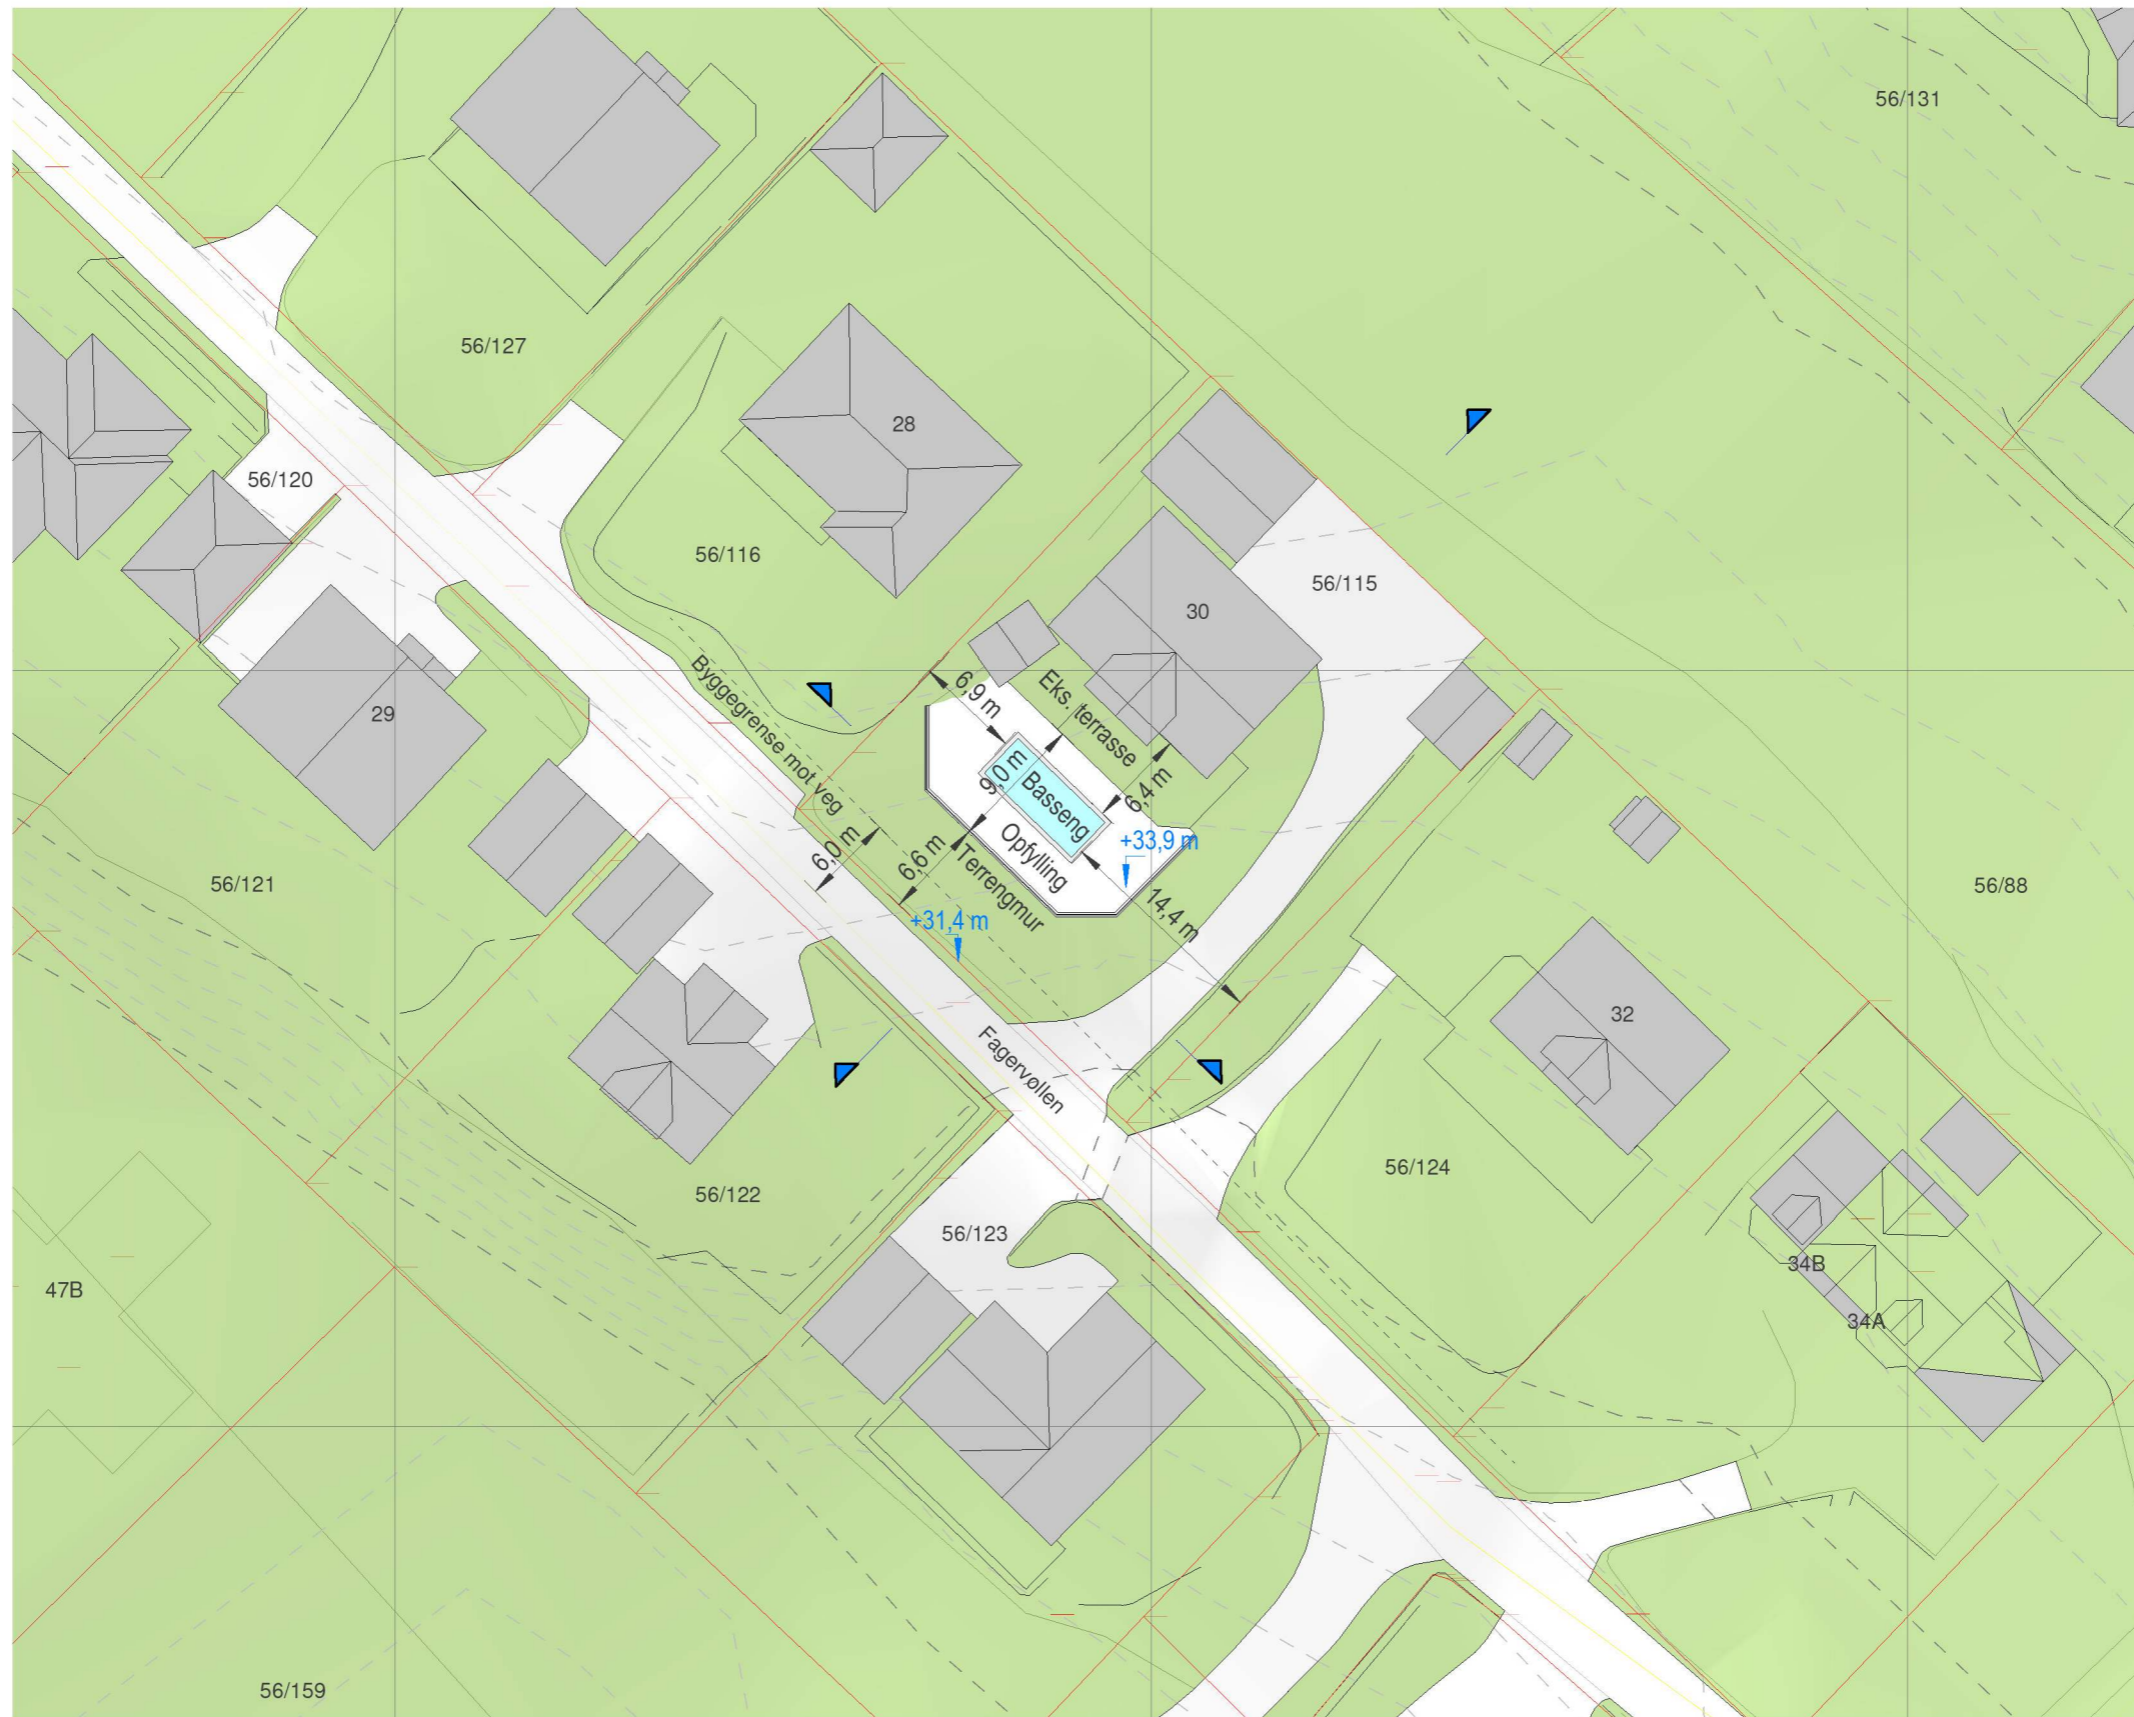 56/131
56/127
28
56/120
56/116
56/115
30
29
Byggegrense mot veg
6,9 m
Eks. terrasse
9,0 m
Basseng
6,4 m
Opfylling
+33,9 m
6,0 m
6,6 m
Terrengmur
14,4 m
+31,4 m
56/121
56/88
32
Fagervøllen
56/124
56/122
56/123
47B
34B
34A
56/159